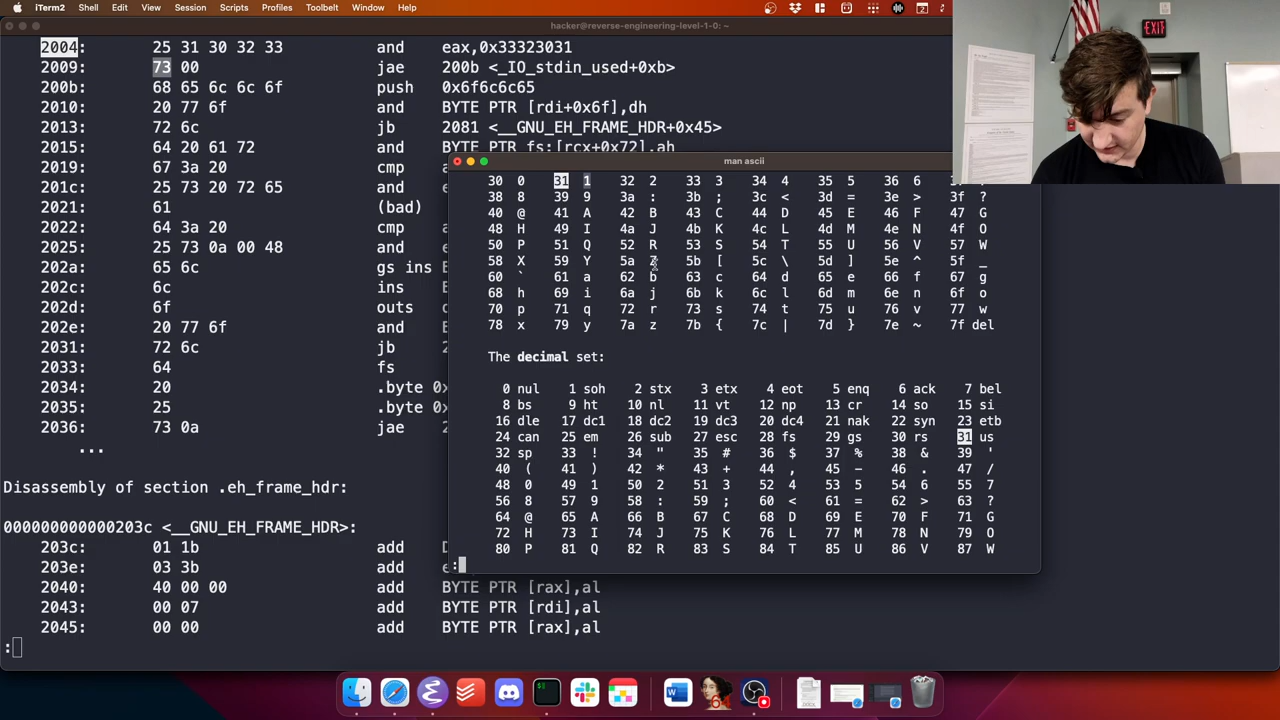 iTerm2 Shell Edit View Session Scripts Profiles Toolbelt Window Help
hacker@reverse-engineering-level-1-0: ~
EXIT
2004: 25 31 30 32 33 and eax,0x33323031
2009: 73 00 jae 200b <_IO_stdin_used+0xb>
200b: 68 65 6c 6c 6f push 0x6f6c6c65
2010: 20 77 6f and BYTE PTR [rdi+0x6f],dh
2013: 72 6c jb 2081 <__GNU_EH_FRAME_HDR+0x45>
2015: 64 20 61 72 and BYTE PTR fs:[rcx+0x72],ah
2019: 67 3a 20 cmp
201c: 25 73 20 72 65 and e
2021: 61 (bad)
2022: 64 3a 20 cmp
2025: 25 73 0a 00 48 and e
202a: 65 6c gs ins B
202c: 6c ins B
202d: 6f outs d
202e: 20 77 6f and B
2031: 72 6c jb 2
2033: 64 fs
2034: 20 .byte 0x
2035: 25 .byte 0x
2036: 73 0a jae 2
...
Disassembly of section .eh_frame_hdr:
000000000000203c <__GNU_EH_FRAME_HDR>:
203c: 01 1b add D
203e: 03 3b add e
2040: 40 00 00 add BYTE PTR [rax],al
2043: 00 07 add BYTE PTR [rdi],al
2045: 00 00 add BYTE PTR [rax],al
:
man ascii
30 0 31 1 32 2 33 3 34 4 35 5 36 6
38 8 39 9 3a : 3b ; 3c < 3d = 3e > 3f ?
40 @ 41 A 42 B 43 C 44 D 45 E 46 F 47 G
48 H 49 I 4a J 4b K 4c L 4d M 4e N 4f O
50 P 51 Q 52 R 53 S 54 T 55 U 56 V 57 W
58 X 59 Y 5a Z 5b [ 5c \ 5d ] 5e ^ 5f _
60 ` 61 a 62 b 63 c 64 d 65 e 66 f 67 g
68 h 69 i 6a j 6b k 6c l 6d m 6e n 6f o
70 p 71 q 72 r 73 s 74 t 75 u 76 v 77 w
78 x 79 y 7a z 7b { 7c | 7d } 7e ~ 7f del
The decimal set:
0 nul 1 soh 2 stx 3 etx 4 eot 5 enq 6 ack 7 bel
8 bs 9 ht 10 nl 11 vt 12 np 13 cr 14 so 15 si
16 dle 17 dc1 18 dc2 19 dc3 20 dc4 21 nak 22 syn 23 etb
24 can 25 em 26 sub 27 esc 28 fs 29 gs 30 rs 31 us
32 sp 33 ! 34 " 35 # 36 $ 37 % 38 & 39 '
40 ( 41 ) 42 * 43 + 44 , 45 - 46 . 47 /
48 0 49 1 50 2 51 3 52 4 53 5 54 6 55 7
56 8 57 9 58 : 59 ; 60 < 61 = 62 > 63 ?
64 @ 65 A 66 B 67 C 68 D 69 E 70 F 71 G
72 H 73 I 74 J 75 K 76 L 77 M 78 N 79 O
80 P 81 Q 82 R 83 S 84 T 85 U 86 V 87 W
: